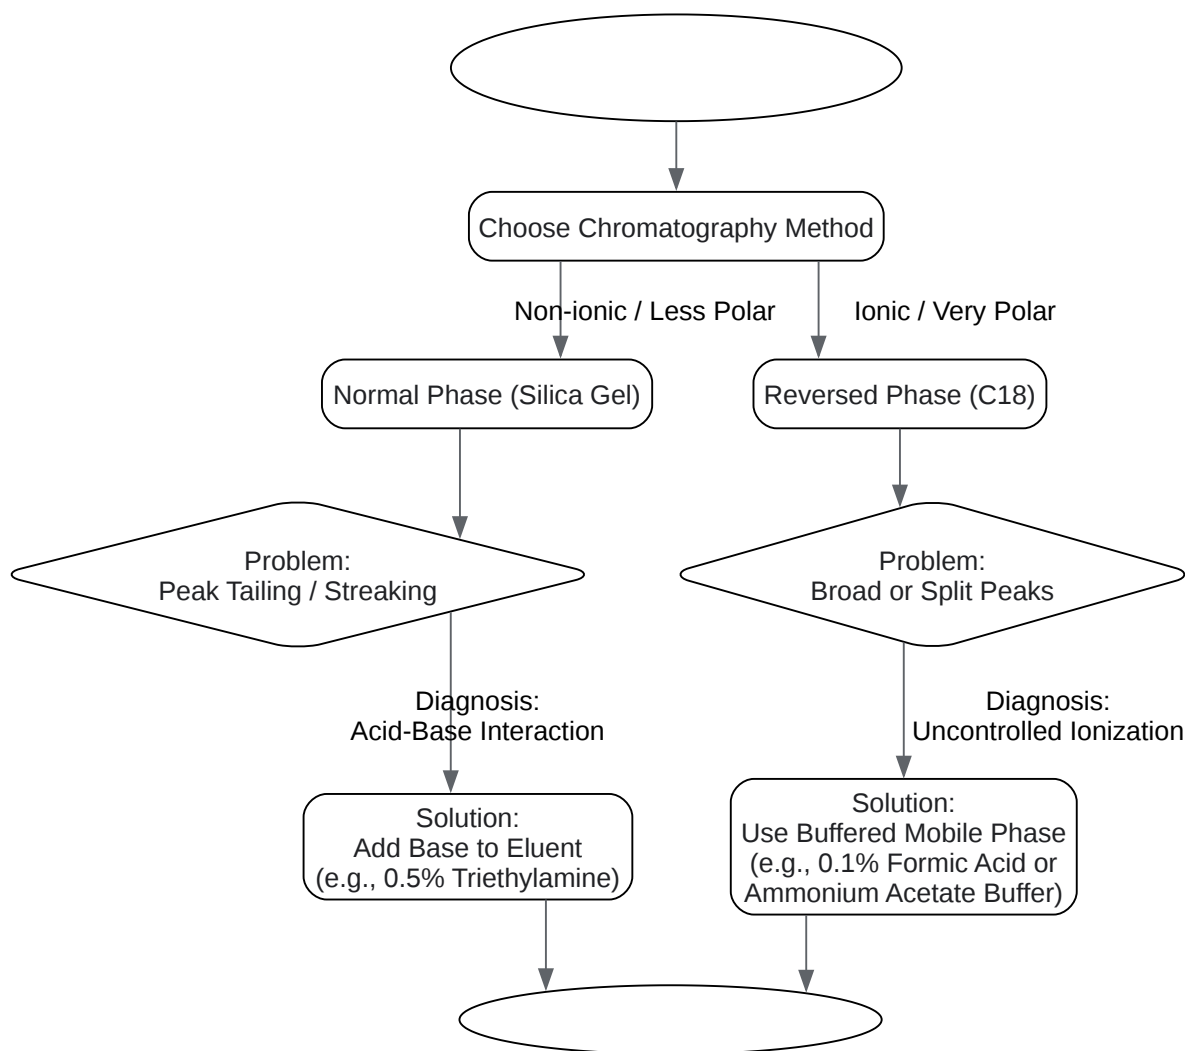 Choose Chromatography Method
Non-ionic / Less Polar
Ionic / Very Polar
Normal Phase (Silica Gel)
Reversed Phase (C18)
Problem:
Peak Tailing / Streaking
Problem:
Broad or Split Peaks
Diagnosis:
Acid-Base Interaction
Diagnosis:
Uncontrolled Ionization
Solution:
Add Base to Eluent
(e.g., 0.5% Triethylamine)
Solution:
Use Buffered Mobile Phase
(e.g., 0.1% Formic Acid or
Ammonium Acetate Buffer)